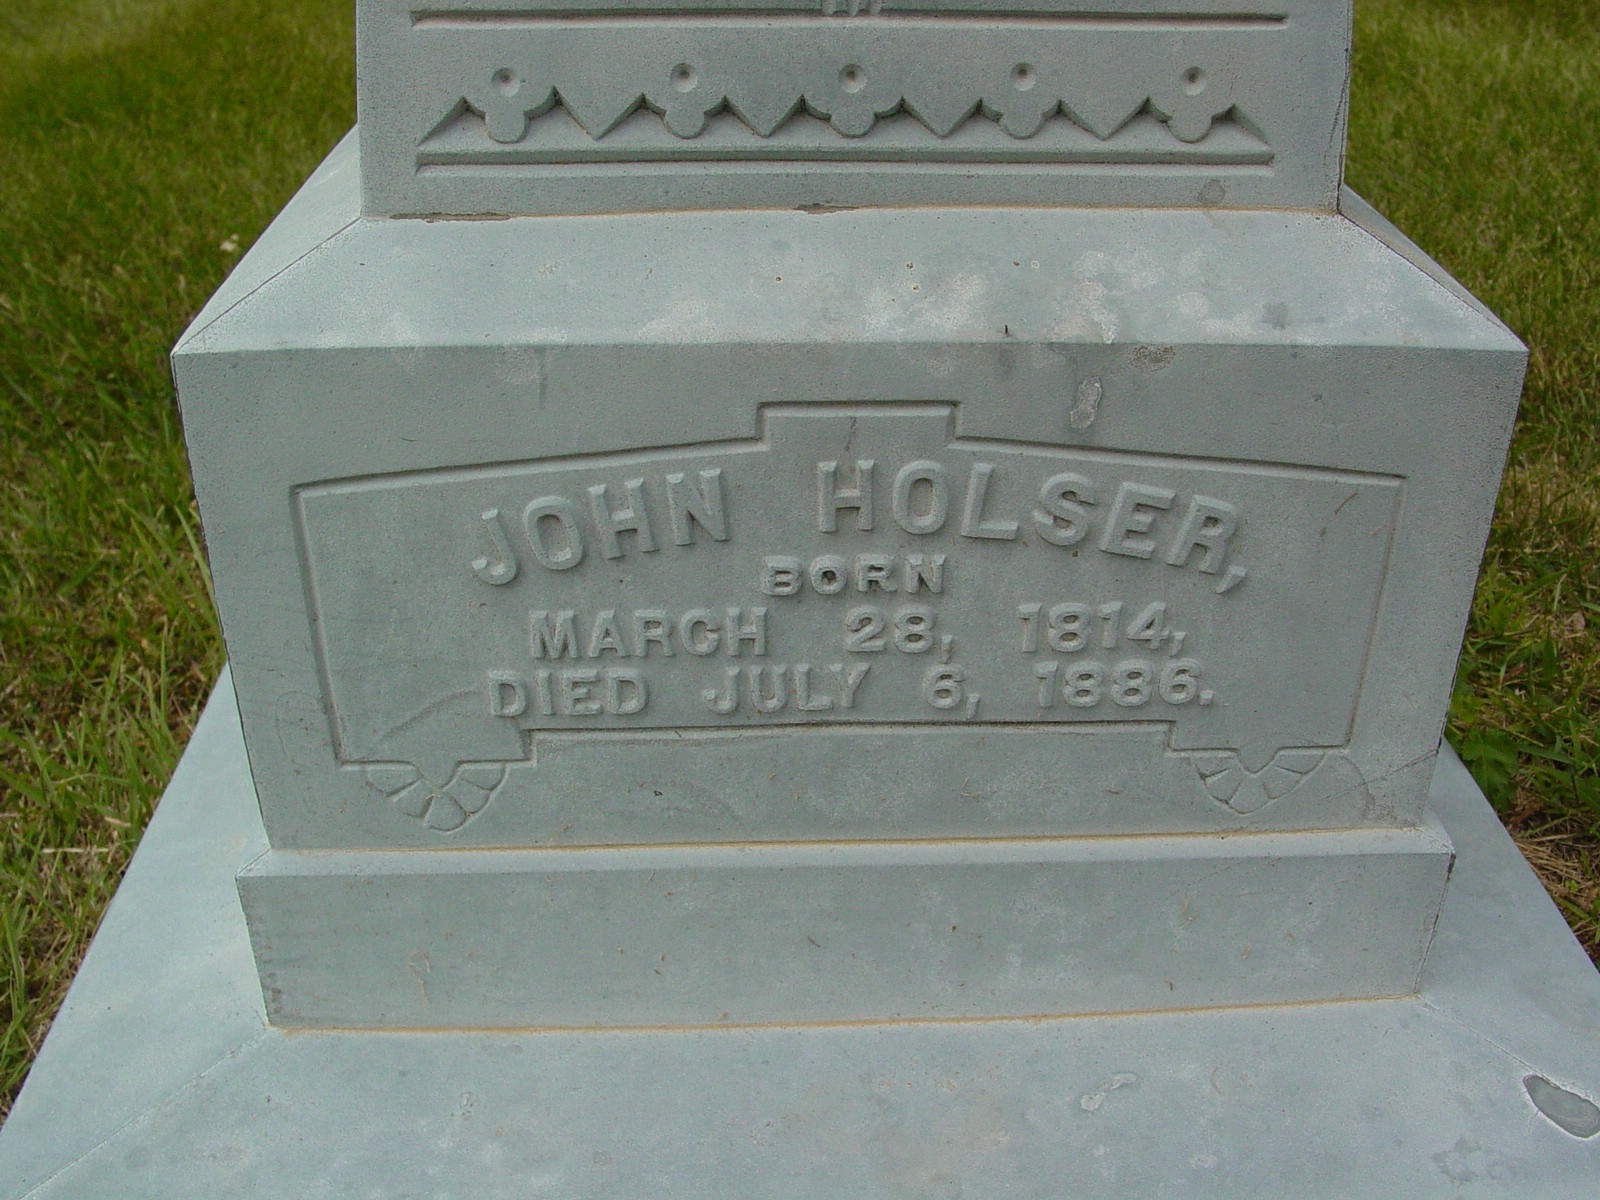 JOHN HOLSER,
BORN
MARCH 28, 1814,
DIED JULY 6, 1886.